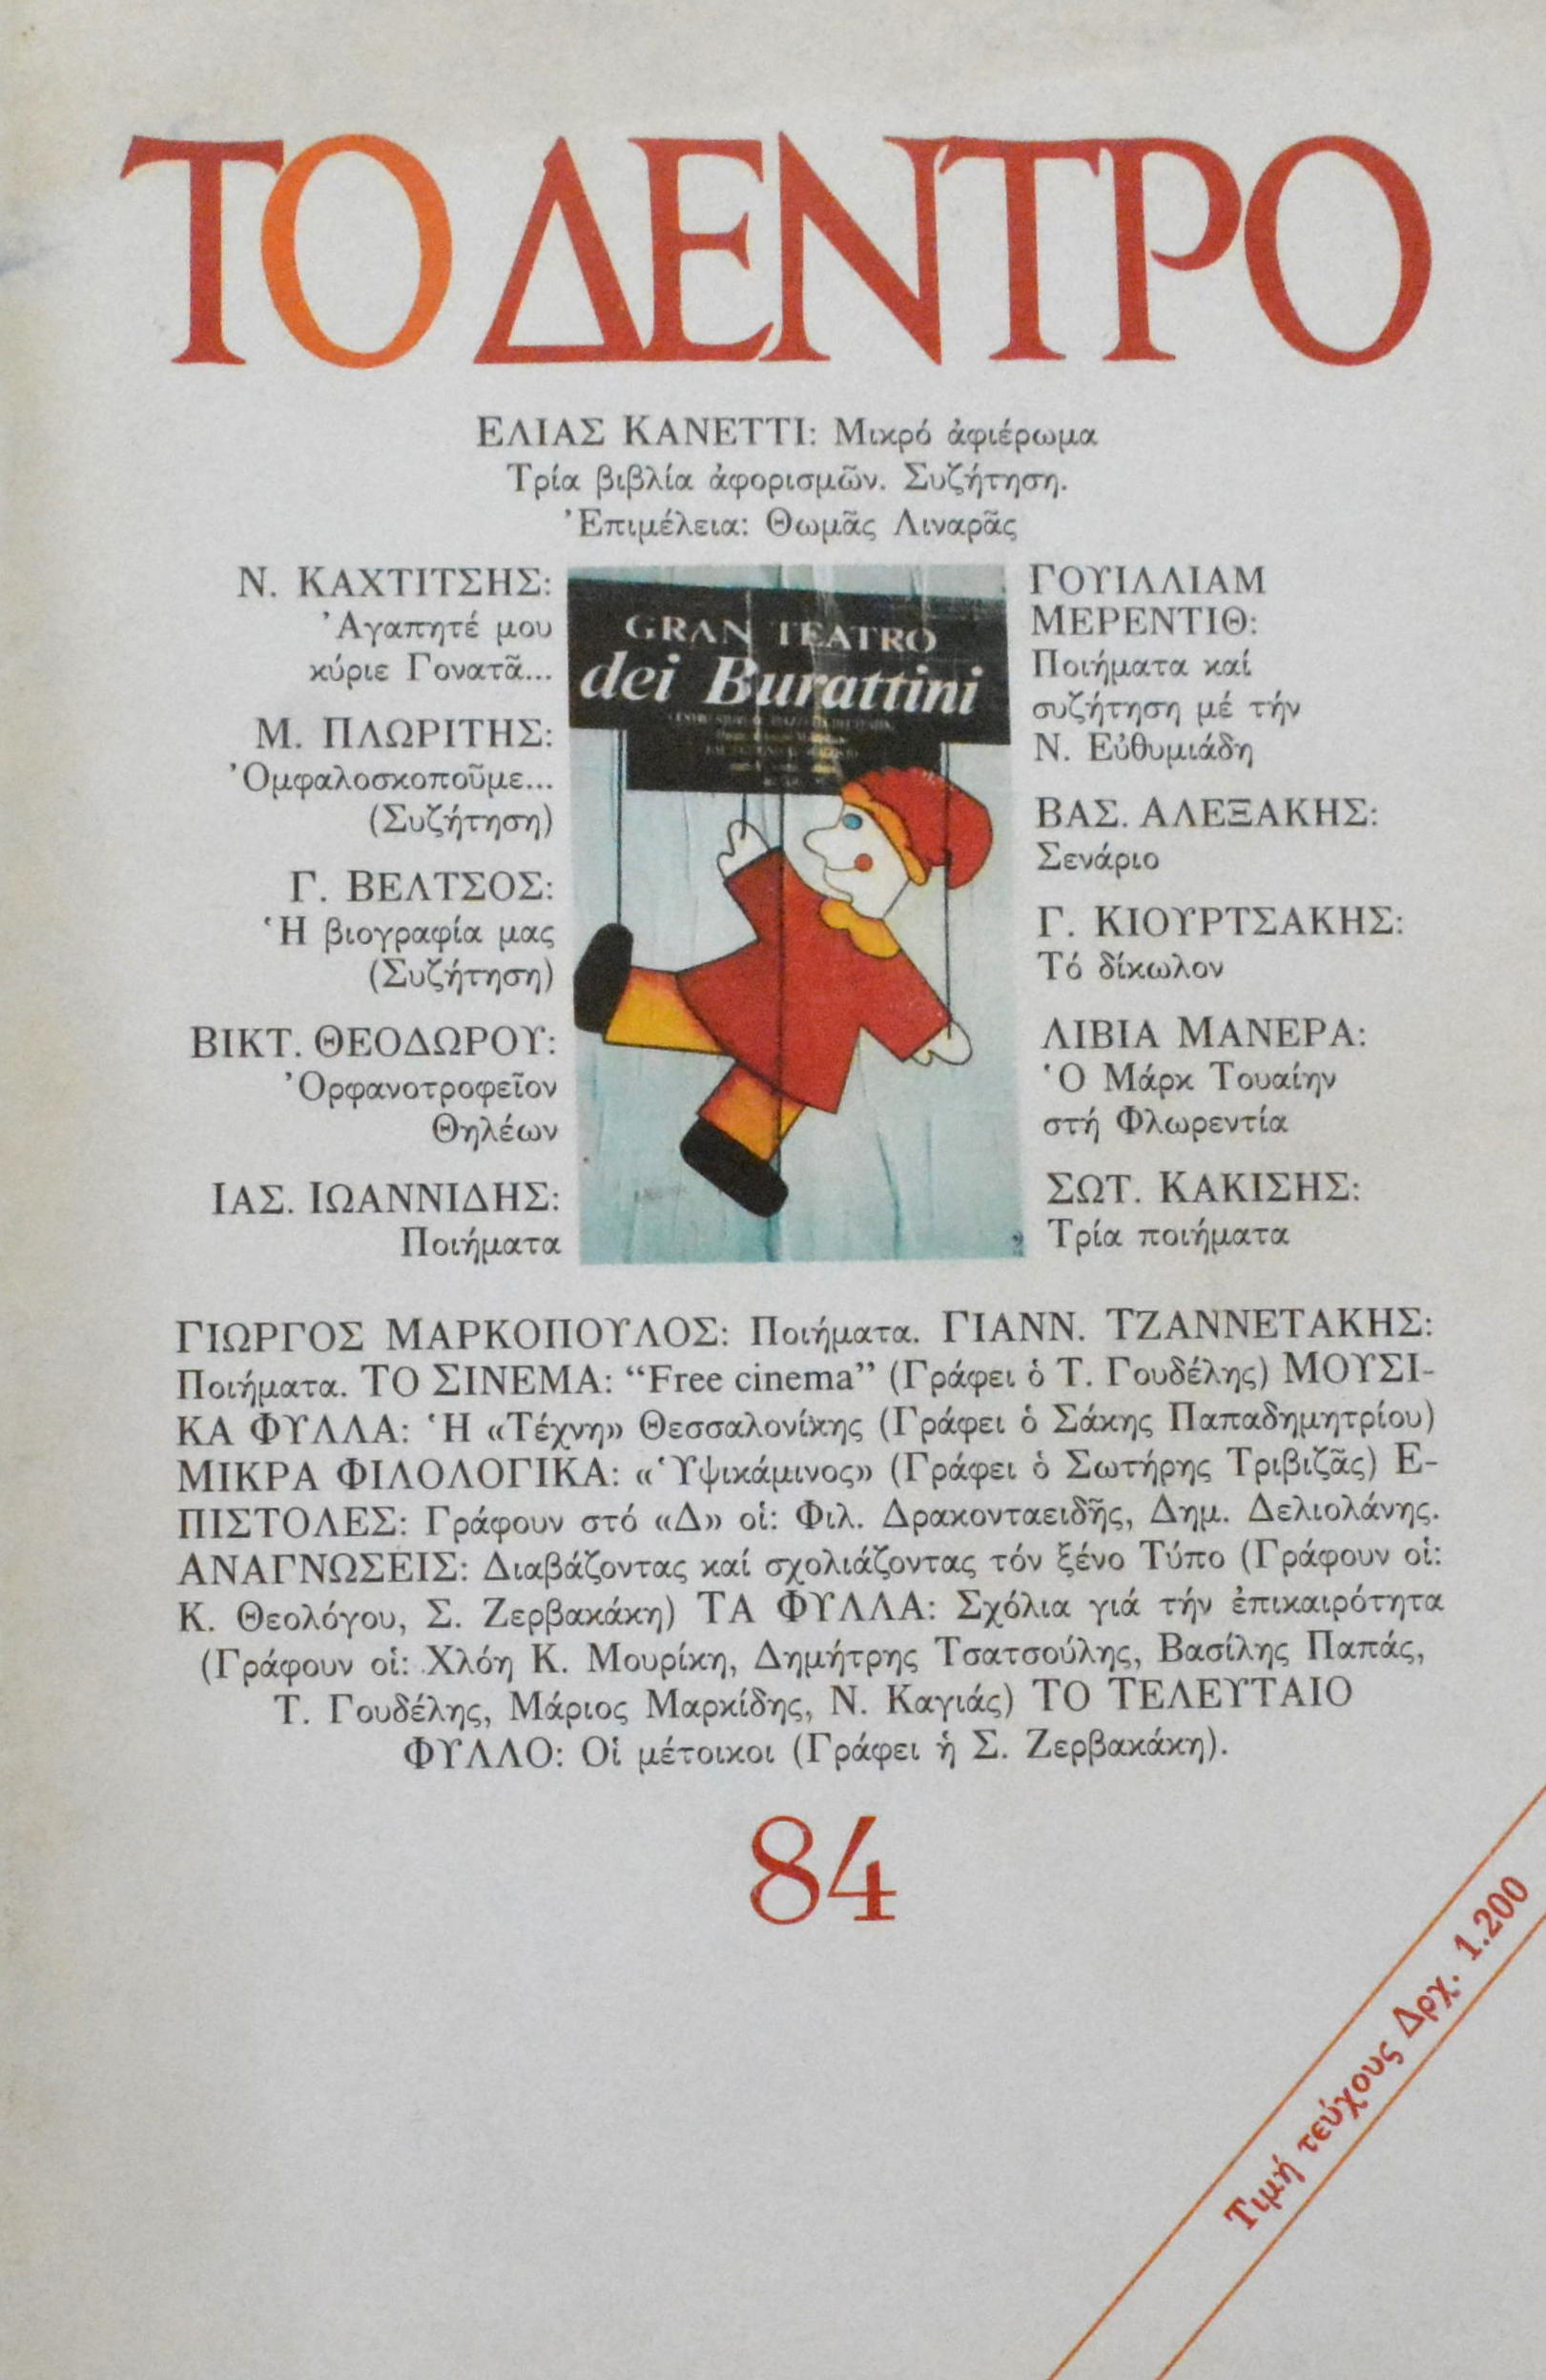 ΤΟ ΔΕΝΤΡΟ
ΕΛΙΑΣ ΚΑΝΕΤΤΙ: Μικρό ἀφιέρωμα
Τρία βιβλία ἀφορισμῶν. Συζήτηση.
Ἐπιμέλεια: Θωμᾶς Λιναρᾶς
Ν. ΚΑΧΤΙΤΣΗΣ:
Ἀγαπητέ μου
κύριε Γονατᾶ...
Μ. ΠΛΩΡΙΤΗΣ:
Ὀμφαλοσκοποῦμε...
(Συζήτηση)
Γ. ΒΕΛΤΣΟΣ:
Ἡ βιογραφία μας
(Συζήτηση)
ΒΙΚΤ. ΘΕΟΔΩΡΟΥ:
Ὀρφανοτροφεῖον
Θηλέων
ΙΑΣ. ΙΩΑΝΝΙΔΗΣ:
Ποιήματα
GRAN TEATRO
dei Burattini
ΓΟΥΙΛΛΙΑΜ
ΜΕΡΕΝΤΙΘ:
Ποιήματα καί
συζήτηση μέ τήν
Ν. Εὐθυμιάδη
ΒΑΣ. ΑΛΕΞΑΚΗΣ:
Σενάριο
Γ. ΚΙΟΥΡΤΣΑΚΗΣ:
Τό δίκωλον
ΛΙΒΙΑ ΜΑΝΕΡΑ:
Ὁ Μάρκ Τουαίην
στή Φλωρεντία
ΣΩΤ. ΚΑΚΙΣΗΣ:
Τρία ποιήματα
ΓΙΩΡΓΟΣ ΜΑΡΚΟΠΟΥΛΟΣ: Ποιήματα. ΓΙΑΝΝ. ΤΖΑΝΝΕΤΑΚΗΣ:
Ποιήματα. ΤΟ ΣΙΝΕΜΑ: “Free cinema” (Γράφει ὁ Τ. Γουδέλης) ΜΟΥΣΙ-
ΚΑ ΦΥΛΛΑ: Ἡ «Τέχνη» Θεσσαλονίκης (Γράφει ὁ Σάκης Παπαδημητρίου)
ΜΙΚΡΑ ΦΙΛΟΛΟΓΙΚΑ: «Ὑψικάμινος» (Γράφει ὁ Σωτήρης Τριβιζᾶς) Ε-
ΠΙΣΤΟΛΕΣ: Γράφουν στό «Δ» οἱ: Φιλ. Δρακονταειδῆς, Δημ. Δελιολάνης.
ΑΝΑΓΝΩΣΕΙΣ: Διαβάζοντας καί σχολιάζοντας τόν ξένο Τύπο (Γράφουν οἱ:
Κ. Θεολόγου, Σ. Ζερβακάκη) ΤΑ ΦΥΛΛΑ: Σχόλια γιά τήν ἐπικαιρότητα
(Γράφουν οἱ: Χλόη Κ. Μουρίκη, Δημήτρης Τσατσούλης, Βασίλης Παπάς,
Τ. Γουδέλης, Μάριος Μαρκίδης, Ν. Καγιάς) ΤΟ ΤΕΛΕΥΤΑΙΟ
ΦΥΛΛΟ: Οἱ μέτοικοι (Γράφει ἡ Σ. Ζερβακάκη).
84
Τιμή τεύχους Δρχ. 1.200